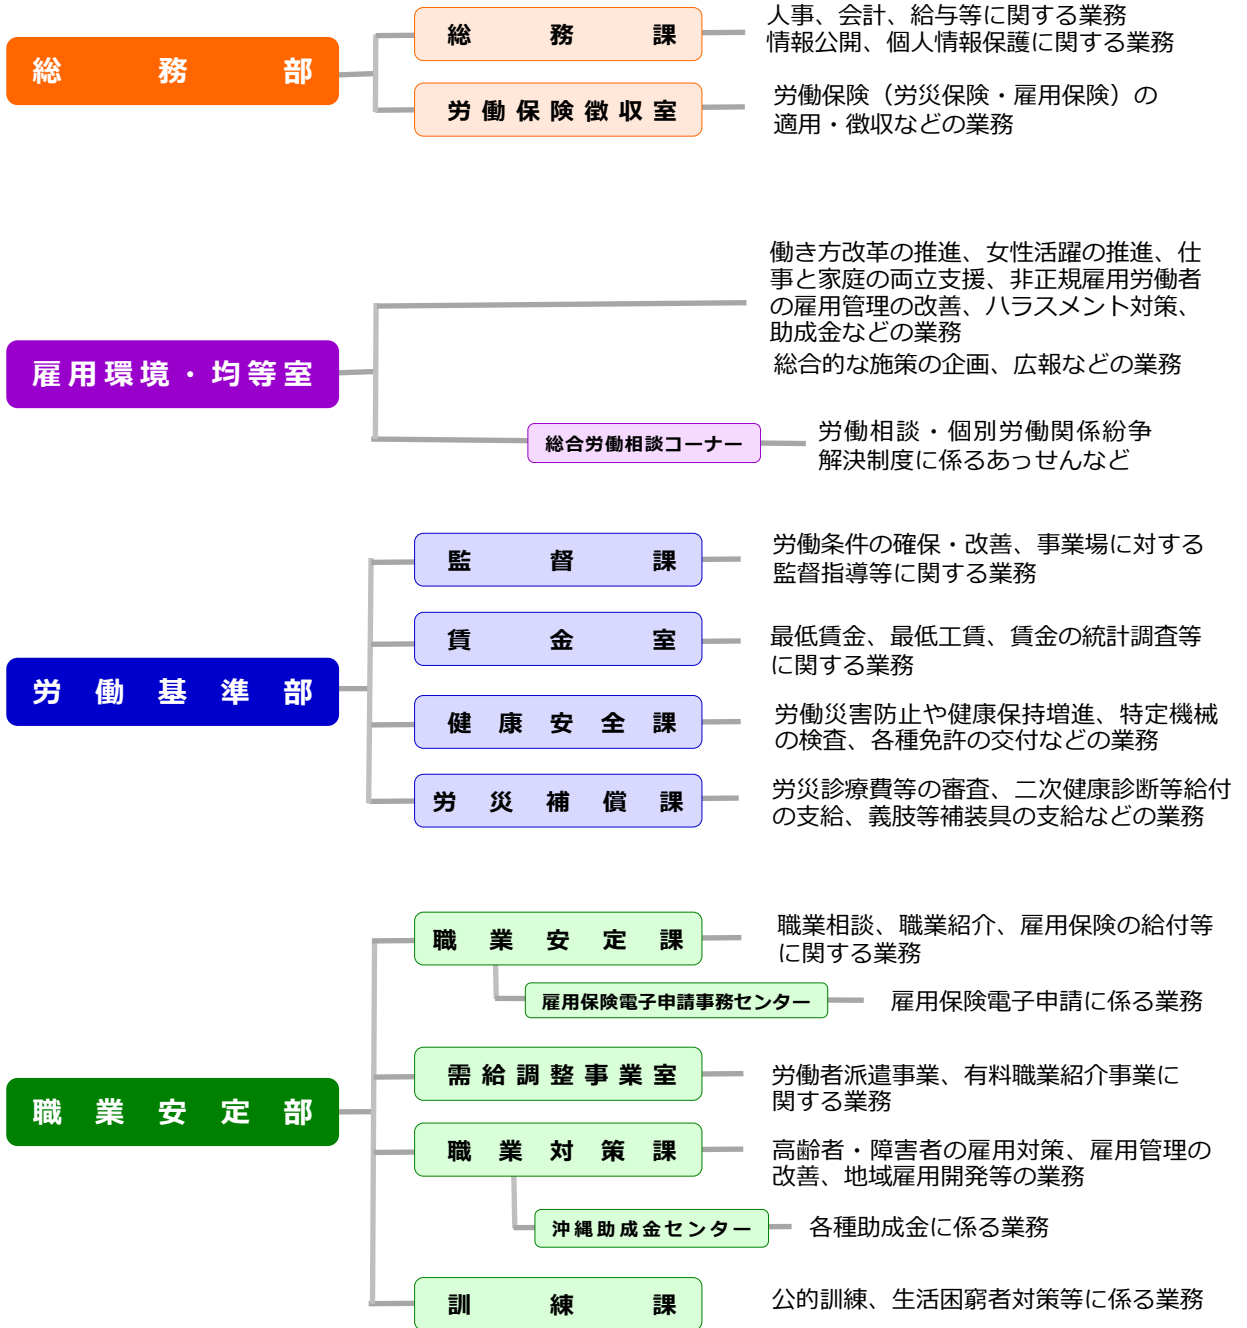 総務部
総務課
人事、会計、給与等に関する業務
情報公開、個人情報保護に関する業務
労働保険徴収室
労働保険（労災保険・雇用保険）の
適用・徴収などの業務
雇用環境・均等室
働き方改革の推進、女性活躍の推進、仕
事と家庭の両立支援、非正規雇用労働者
の雇用管理の改善、ハラスメント対策、
助成金などの業務
総合的な施策の企画、広報などの業務
総合労働相談コーナー
労働相談・個別労働関係紛争
解決制度に係るあっせんなど
労働基準部
監督課
労働条件の確保・改善、事業場に対する
監督指導等に関する業務
賃金室
最低賃金、最低工賃、賃金の統計調査等
に関する業務
健康安全課
労働災害防止や健康保持増進、特定機械
の検査、各種免許の交付などの業務
労災補償課
労災診療費等の審査、二次健康診断等給付
の支給、義肢等補装具の支給などの業務
職業安定部
職業安定課
職業相談、職業紹介、雇用保険の給付等
に関する業務
雇用保険電子申請事務センター
雇用保険電子申請に係る業務
需給調整事業室
労働者派遣事業、有料職業紹介事業に
関する業務
職業対策課
高齢者・障害者の雇用対策、雇用管理の
改善、地域雇用開発等の業務
沖縄助成金センター
各種助成金に係る業務
訓練課
公的訓練、生活困窮者対策等に係る業務